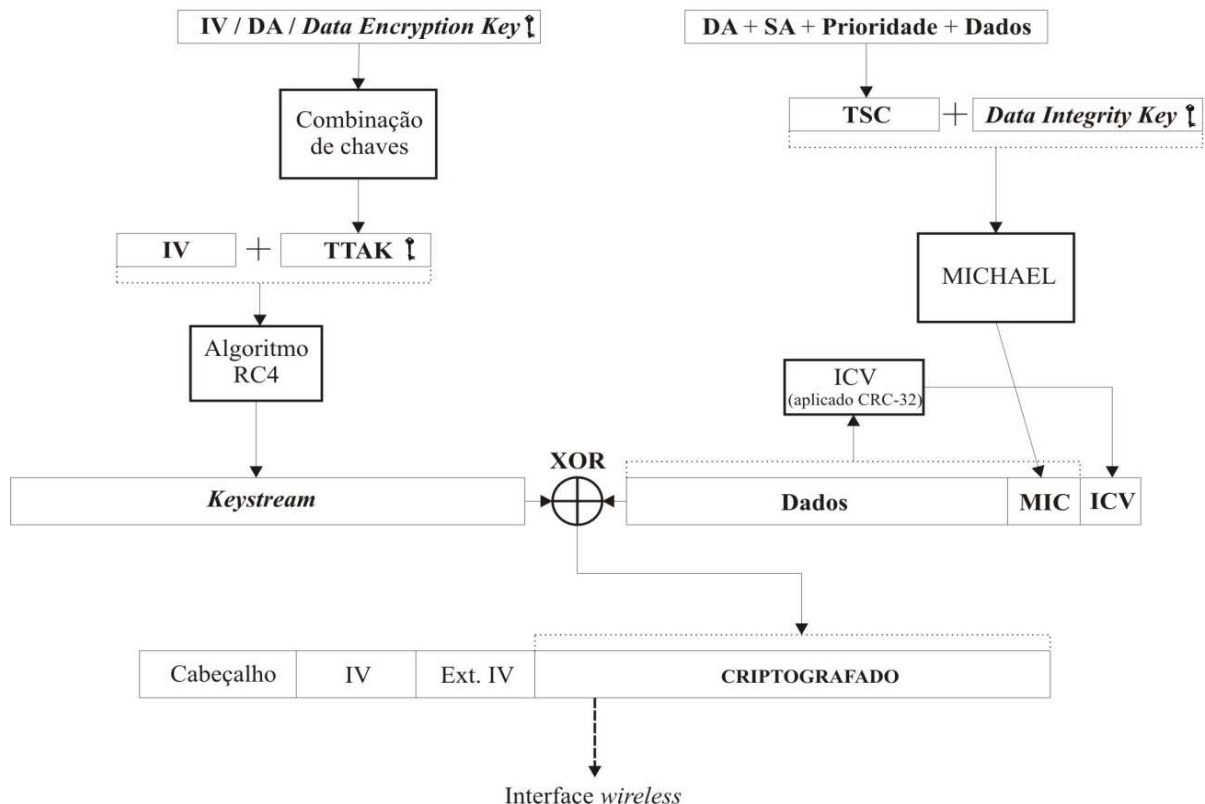 IV / DA / Data Encryption Key
DA + SA + Prioridade + Dados
Combinação
de chaves
TSC + Data Integrity Key
IV + TTAK
MICHAEL
Algoritmo
RC4
ICV
(aplicado CRC-32)
XOR
Keystream
Dados MIC ICV
Cabeçalho IV Ext. IV CRIPTOGRAFADO
Interface wireless